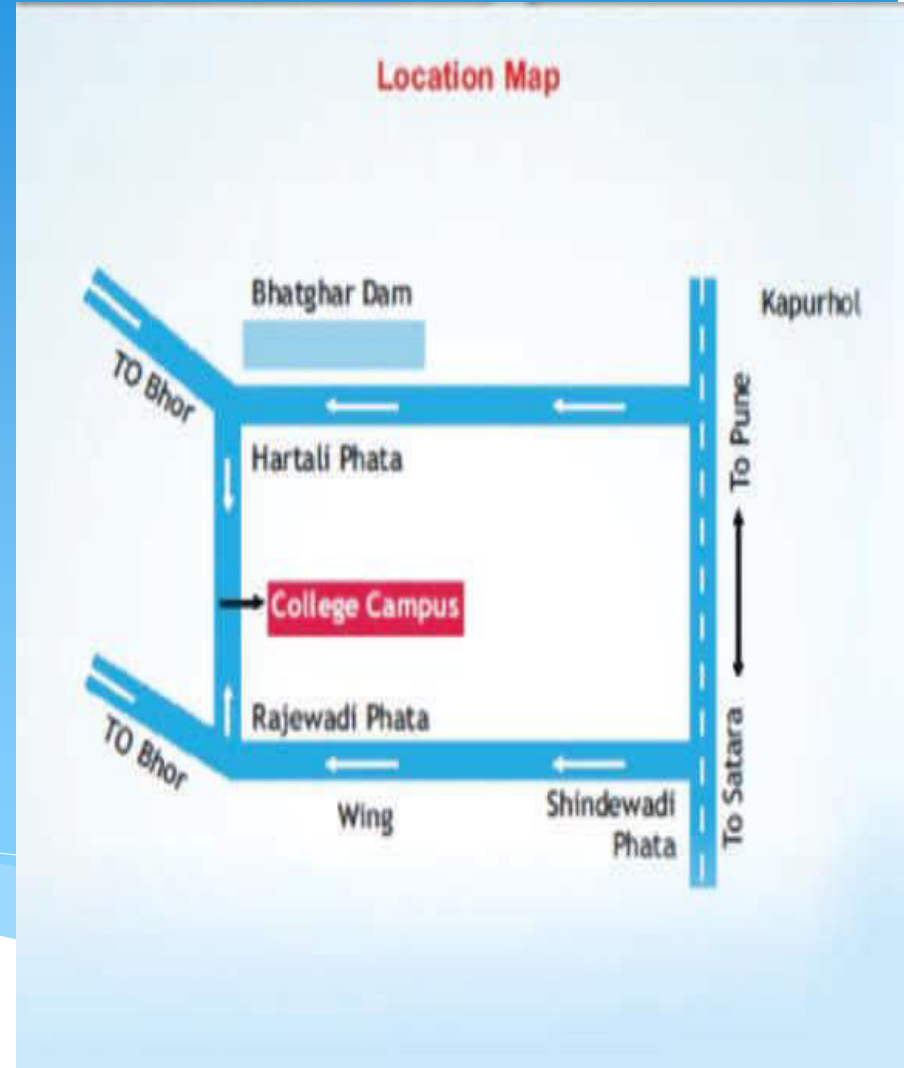 Location Map
Bhatghar Dam
Kapurhol
TO Bhor
To Pune
Hartali Phata
College Campus
Rajewadi Phata
TO Bhor
To Satara
Wing
Shindewadi
Phata